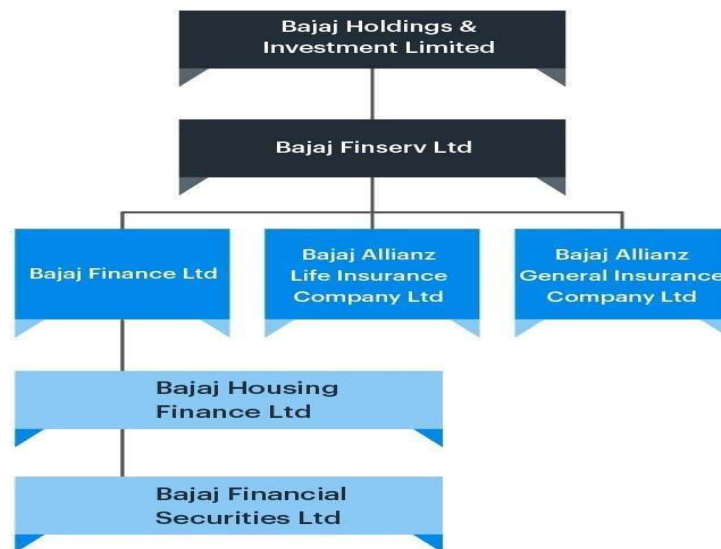 Bajaj Holdings &
Investment Limited
Bajaj Finserv Ltd
Bajaj Finance Ltd
Bajaj Allianz
Life Insurance
Company Ltd
Bajaj Allianz
General Insurance
Company Ltd
Bajaj Housing
Finance Ltd
Bajaj Financial
Securities Ltd